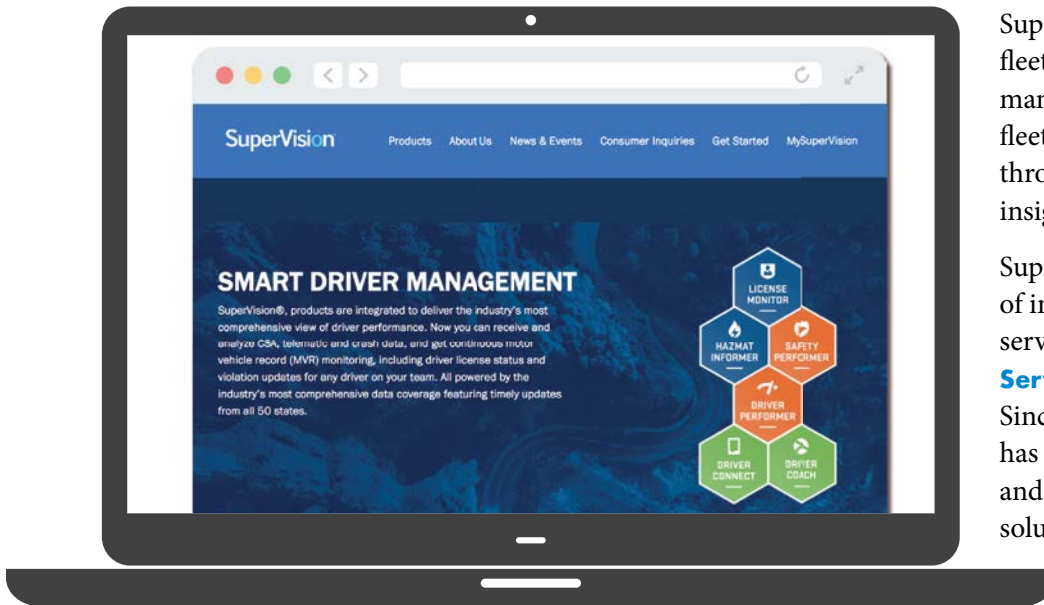 SuperVision
Products About Us News & Events Consumer Inquiries Get Started MySuperVision
SMART DRIVER MANAGEMENT
SuperVision®, products are integrated to deliver the industry's most
comprehensive view of driver performance. Now you can receive and
analyze CSA, telematic and crash data, and get continuous motor
vehicle record (MVR) monitoring, including driver license status and
violation updates for any driver on your team. All powered by the
industry's most comprehensive data coverage featuring timely updates
from all 50 states.
LICENSE
MONITOR
HAZMAT
INFORMER
SAFETY
PERFORMER
DRIVER
PERFORMER
DRIVER
CONNECT
DRIVER
COACH
Sup
fleet
man
fleet
thro
insig
Sup
of in
serv
Serv
Sinc
has
and
solu